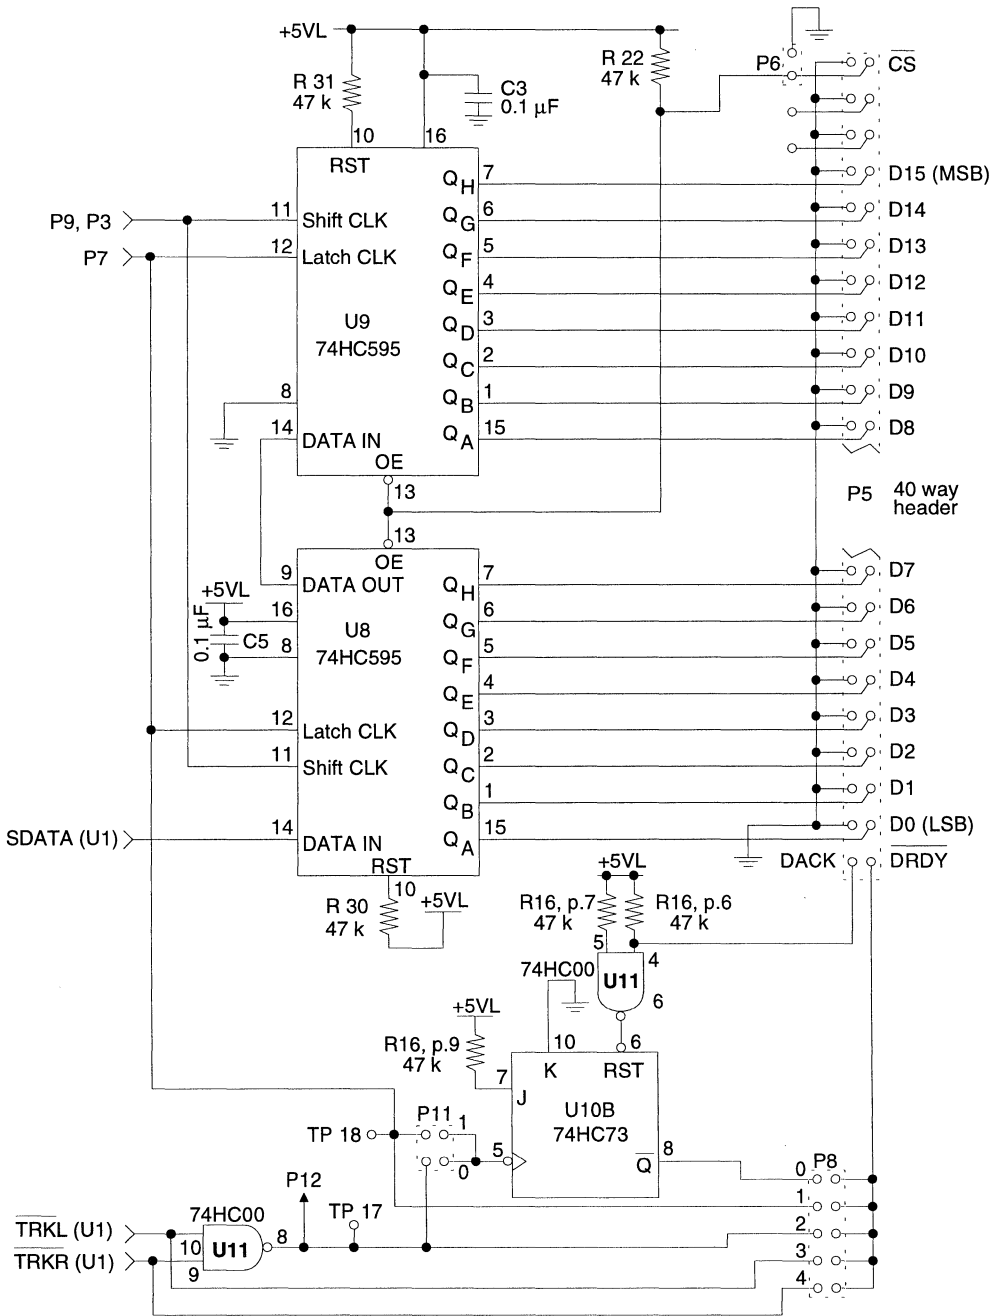 +5VL
R 31
47 k
C3
0.1 µF
R 22
47 k
P6
CS
10
16
RST
QH
7
D15 (MSB)
P9, P3
11
Shift CLK
QG
6
D14
P7
12
Latch CLK
QF
5
D13
QE
4
D12
U9
74HC595
QD
3
D11
QC
2
D10
8
QB
1
D9
14
DATA IN
QA
15
D8
OE
13
P5
40 way
header
13
OE
9
DATA OUT
QH
7
D7
+5VL
16
QG
6
D6
0.1 µF
C5
8
U8
74HC595
QF
5
D5
QE
4
D4
12
Latch CLK
QD
3
D3
11
Shift CLK
QC
2
D2
QB
1
D1
SDATA (U1)
14
DATA IN
QA
15
D0 (LSB)
RST
10
DACK
DRDY
R 30
47 k
+5VL
+5VL
R16, p.7
47 k
R16, p.6
47 k
5
4
74HC00
U11
6
+5VL
R16, p.9
47 k
10
6
K
RST
7
J
U10B
74HC73
P11
1
TP 18
5
0
Q
8
P8
0
P12
1
TP 17
74HC00
TRKL (U1)
10
U11
8
2
TRKR (U1)
9
3
4